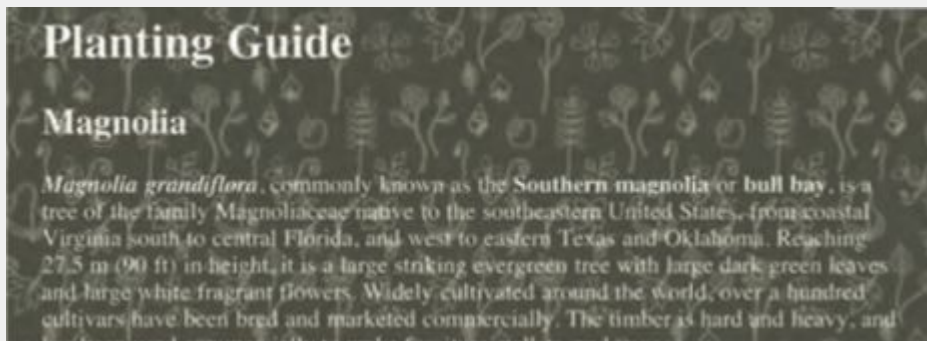 Planting Guide
Magnolia
Magnolia grandiflora, commonly known as the Southern magnolia or bull bay, is a
tree of the family Magnoliaceae native to the southeastern United States, from coastal
Virginia south to central Florida, and west to eastern Texas and Oklahoma. Reaching
27.5 m (90 ft) in height, it is a large striking evergreen tree with large dark green leaves
and large white fragrant flowers. Widely cultivated around the world, over a hundred
cultivars have been bred and marketed commercially. The timber is hard and heavy, and